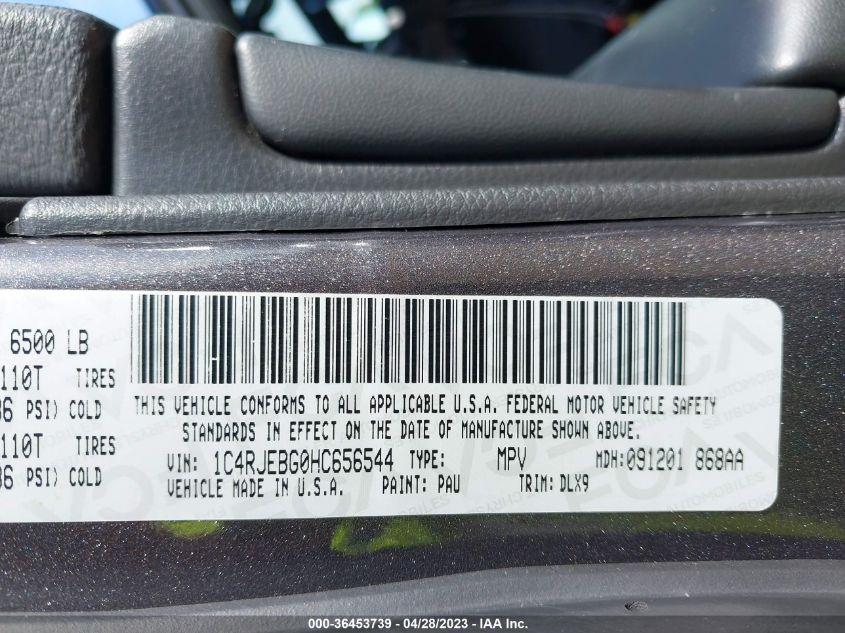 6500 LB
110T TIRES
36 PSI) COLD
110T TIRES
36 PSI) COLD
THIS VEHICLE CONFORMS TO ALL APPLICABLE U.S.A. FEDERAL MOTOR VEHICLE SAFETY
STANDARDS IN EFFECT ON THE DATE OF MANUFACTURE SHOWN ABOVE.
VIN: 1C4RJEBG0HC656544 TYPE: MPV MDH:091201 868AA
VEHICLE MADE IN U.S.A. PAINT: PAU TRIM: DLX9
000-36453739 / 04/28/2023 - IAA Inc.